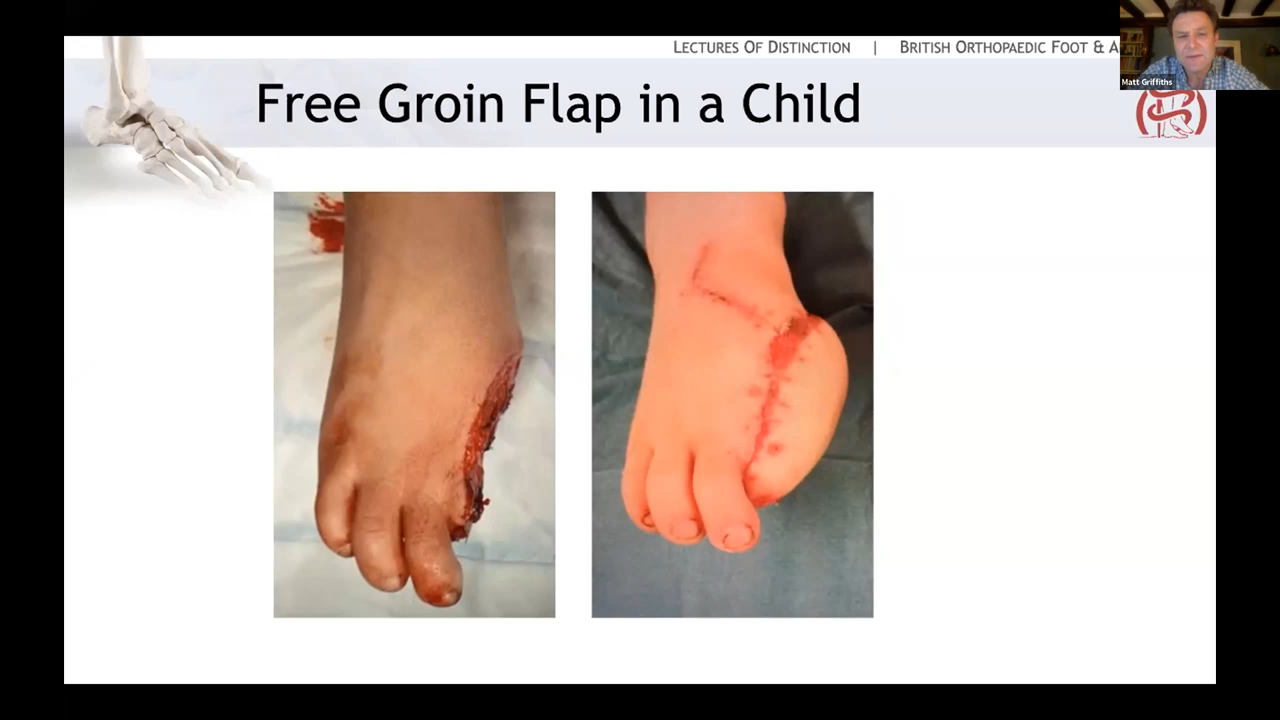 LECTURES OF DISTINCTION | BRITISH ORTHOPAEDIC FOOT & A
Matt Griffiths
Free Groin Flap in a Child